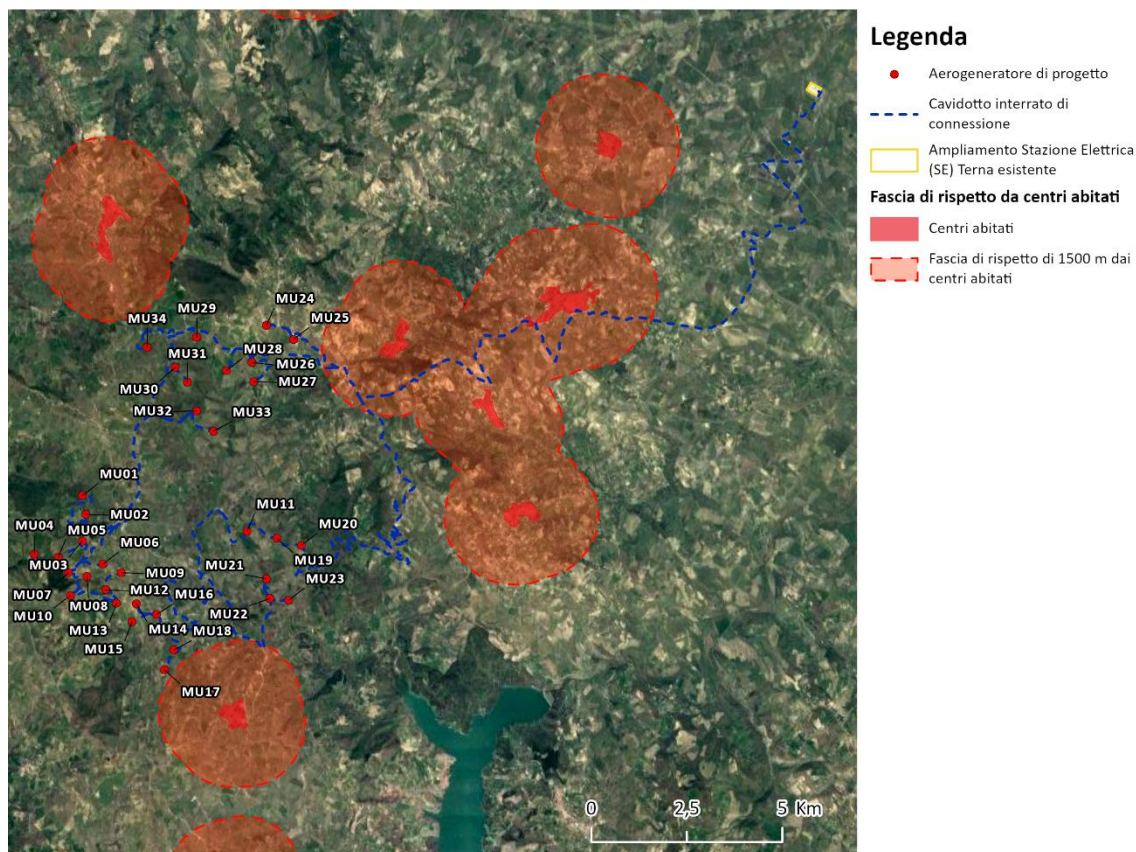 Legenda
Aerogeneratore di progetto
Cavidotto interrato di
connessione
Ampliamento Stazione Elettrica
(SE) Terna esistente
Fascia di rispetto da centri abitati
Centri abitati
Fascia di rispetto di 1500 m dai
centri abitati
MU24
MU29
MU34
MU25
MU31
MU28
MU26
MU30
MU27
MU32
MU33
MU01
MU02
MU11
MU04
MU05
MU20
MU06
MU19
MU03
MU21
MU09
MU23
MU12
MU16
MU07
MU08
MU22
MU10
MU13
MU14
MU18
MU15
MU17
0
2,5
5 Km